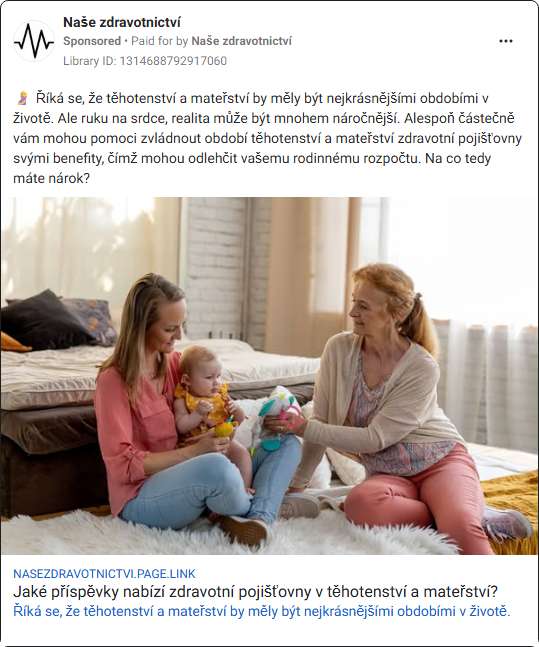 Naše zdravotnictví
Sponsored • Paid for by Naše zdravotnictví
Library ID: 1314688792917060
🤱🏼 Říká se, že těhotenství a mateřství by měly být nejkrásnějšími obdobími v
životě. Ale ruku na srdce, realita může být mnohem náročnější. Alespoň částečně
vám mohou pomoci zvládnout období těhotenství a mateřství zdravotní pojišťovny
svými benefity, čímž mohou odlehčit vašemu rodinnému rozpočtu. Na co tedy
máte nárok?
NASEZDRAVOTNICTVI.PAGE.LINK
Jaké příspěvky nabízí zdravotní pojišťovny v těhotenství a mateřství?
Říká se, že těhotenství a mateřství by měly být nejkrásnějšími obdobími v životě.